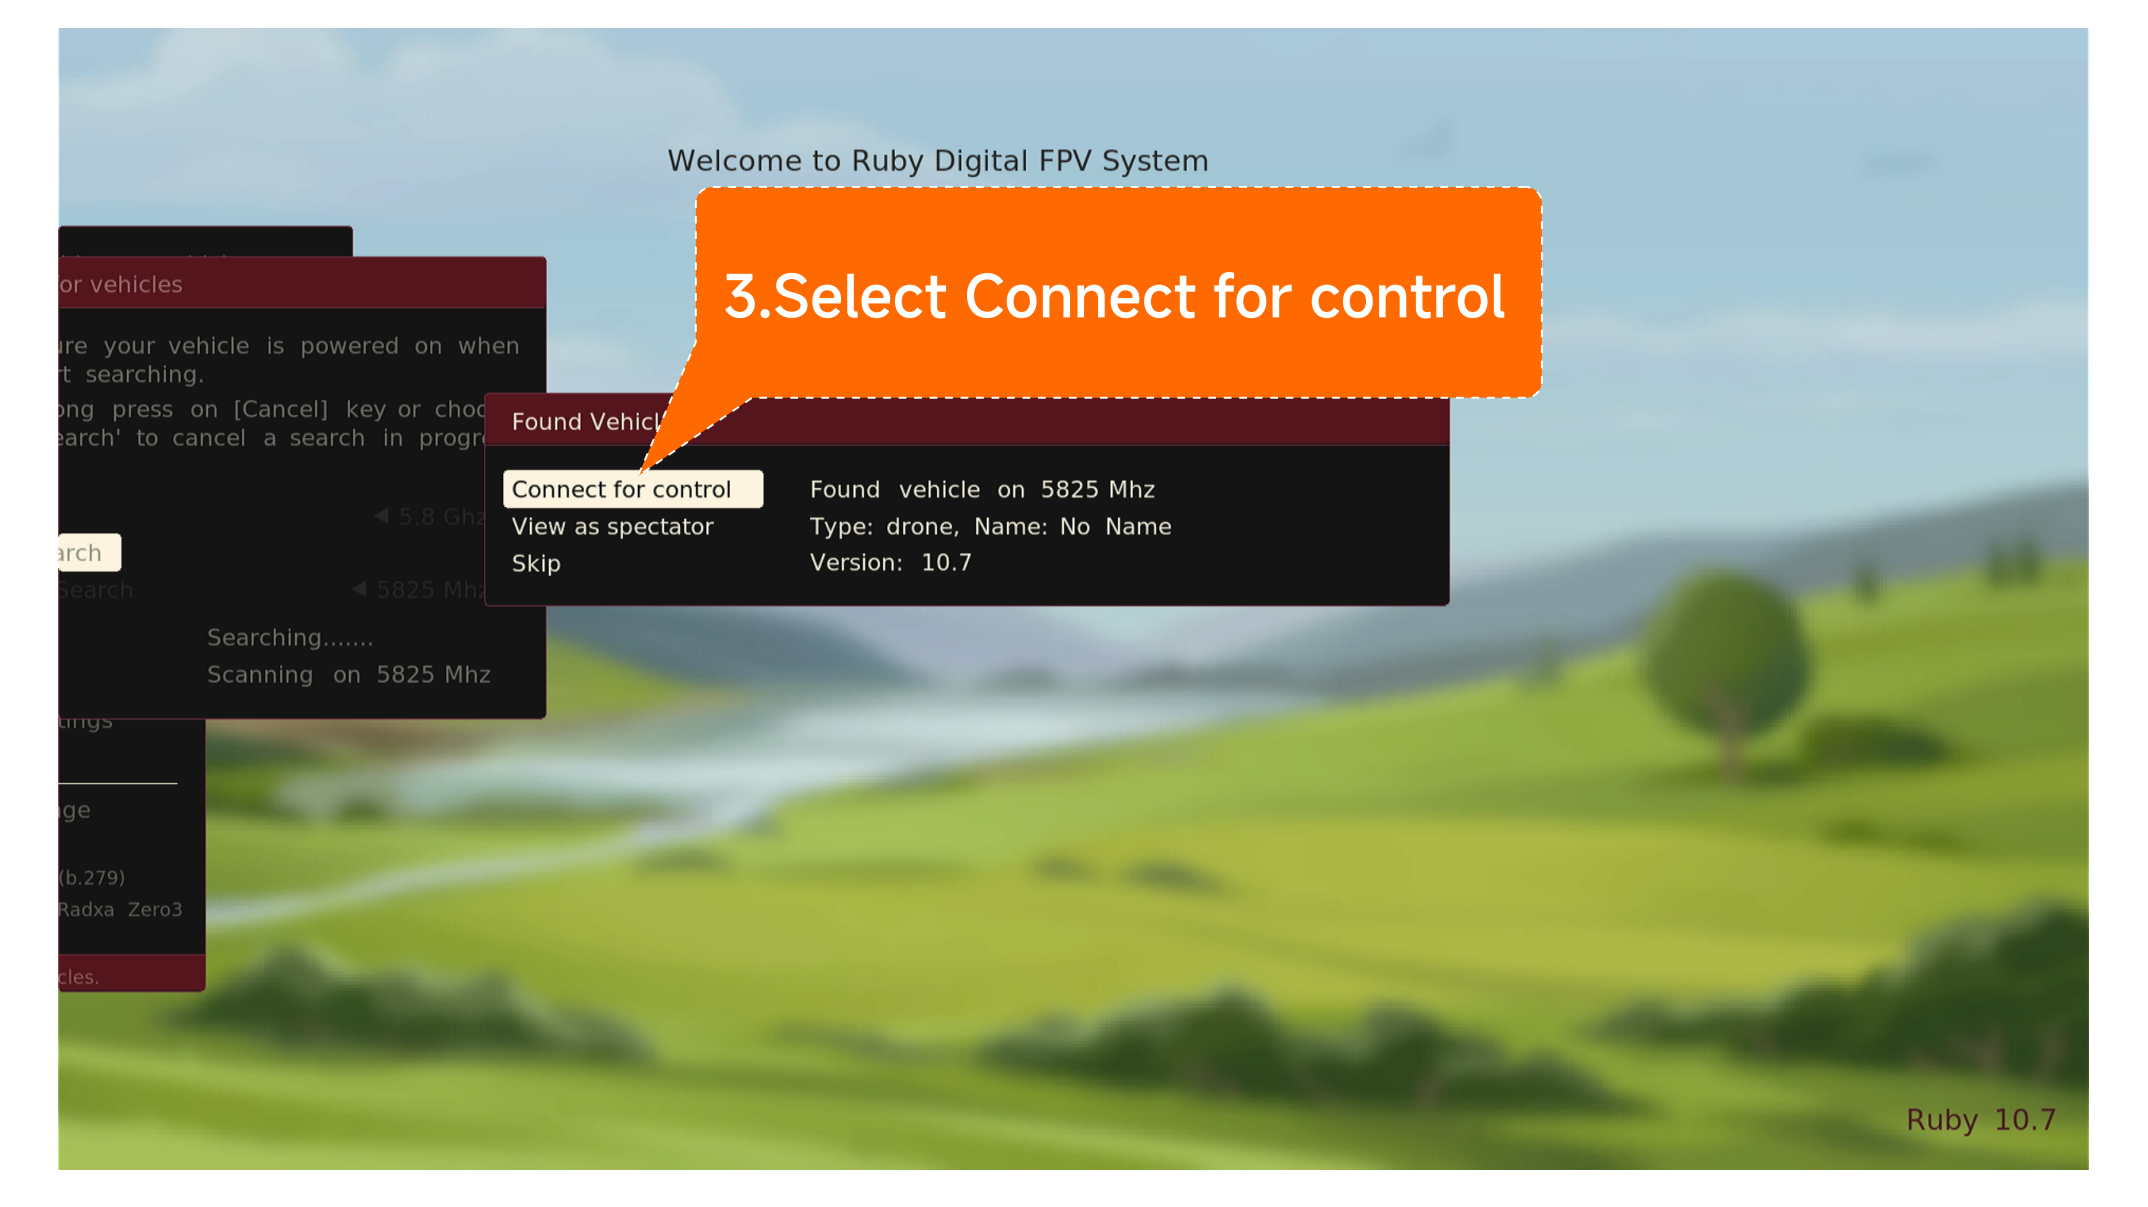 Welcome to Ruby Digital FPV System
3.Select Connect for control
for vehicles
ure your vehicle is powered on when
rt searching.
ong press on [Cancel] key or choo
earch' to cancel a search in progre
◀ 5.8 Ghz
arch
Search ◀ 5825 Mhz
Searching.......
Scanning on 5825 Mhz
Found Vehicl
Connect for control
View as spectator
Skip
Found vehicle on 5825 Mhz
Type: drone, Name: No Name
Version: 10.7
tings
age
(b.279)
Radxa Zero3
cles.
Ruby 10.7